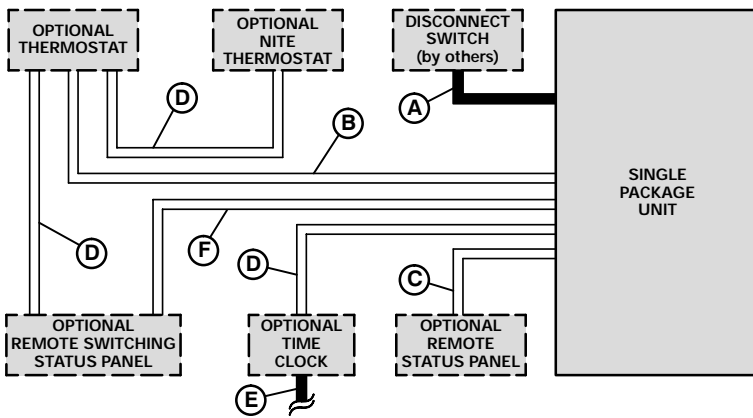 OPTIONAL
THERMOSTAT
OPTIONAL
NITE
THERMOSTAT
DISCONNECT
SWITCH
(by others)
A
D
B
SINGLE
PACKAGE
UNIT
D
F
D
C
OPTIONAL
REMOTE SWITCHING
STATUS PANEL
OPTIONAL
TIME
CLOCK
OPTIONAL
REMOTE
STATUS PANEL
E